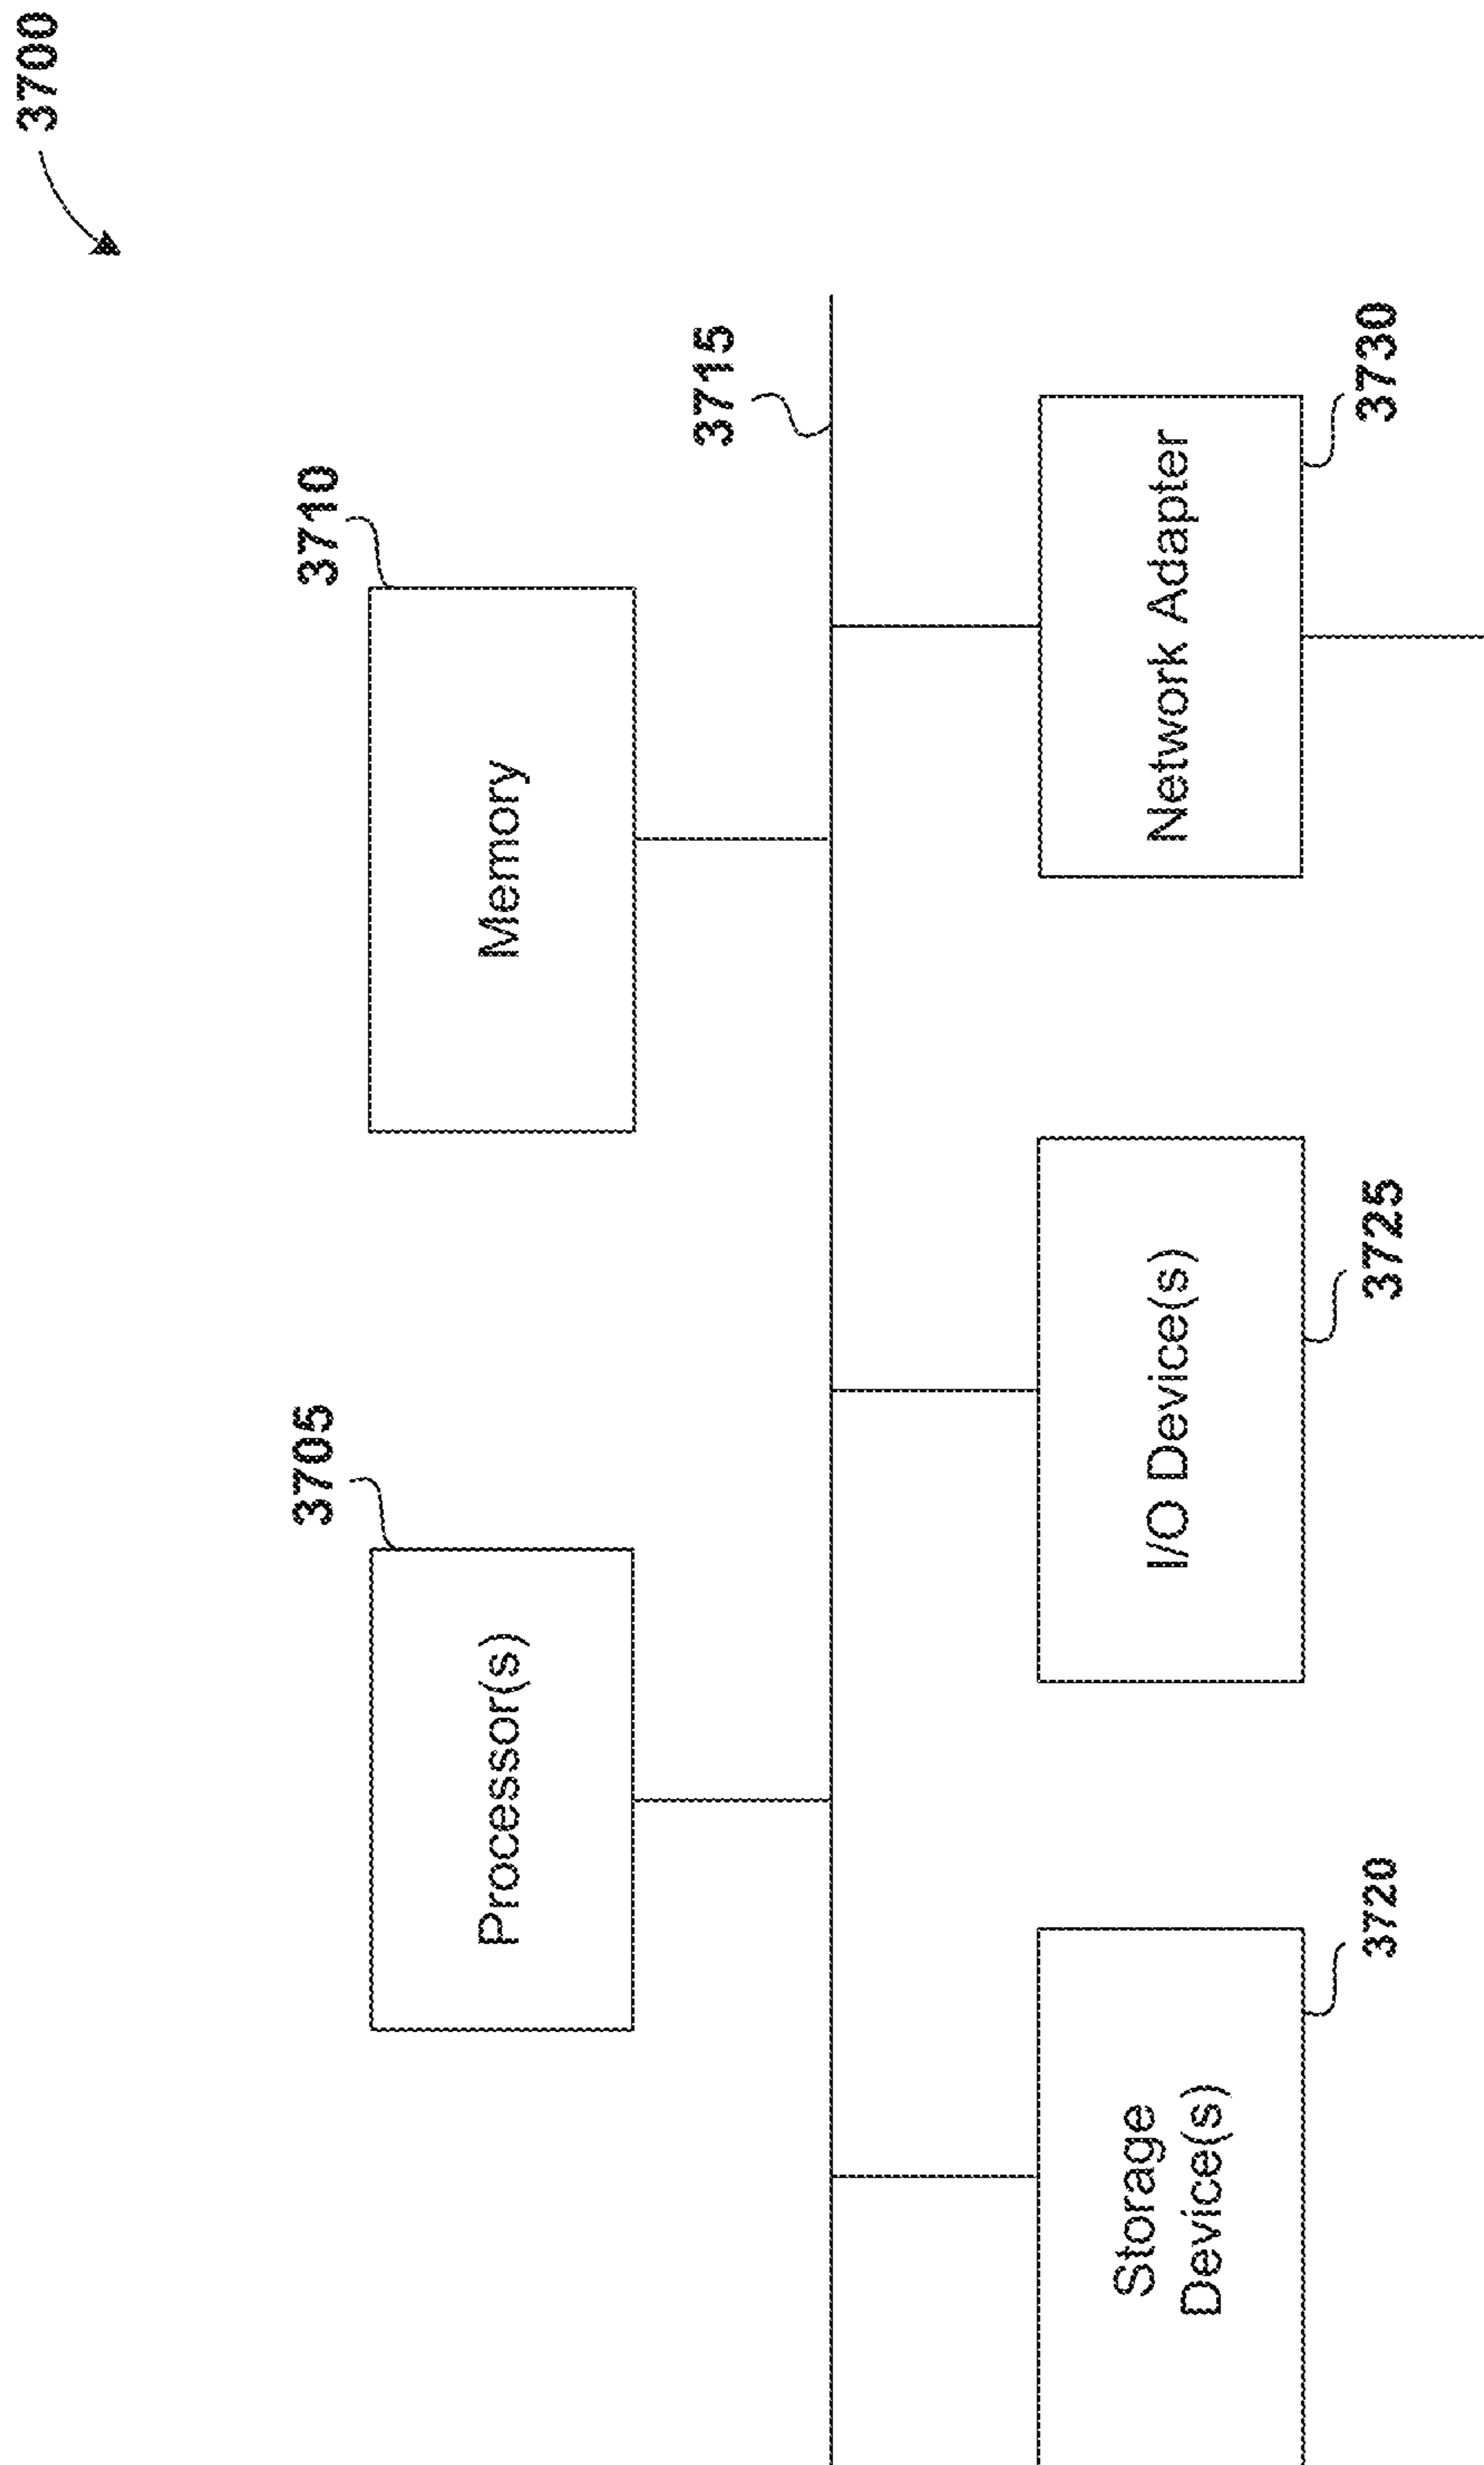 3700
3705
3710
Processor(s)
Memory
3715
Storage
Device(s)
I/O Device(s)
Network Adapter
3720
3725
3730